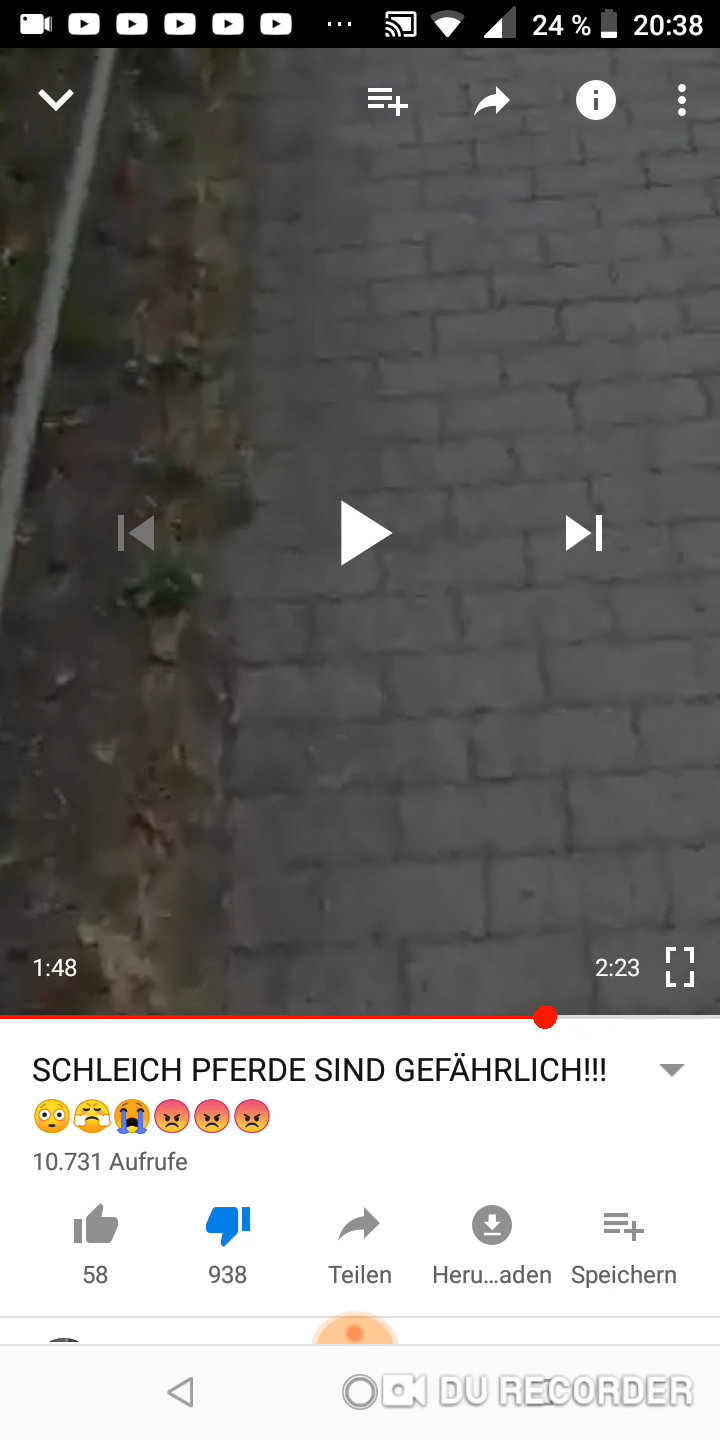 24 % 20:38
1:48 2:23
SCHLEICH PFERDE SIND GEFÄHRLICH!!!
😳😤😭😡😡😡
10.731 Aufrufe
58 938 Teilen Heru...aden Speichern
DU RECORDER